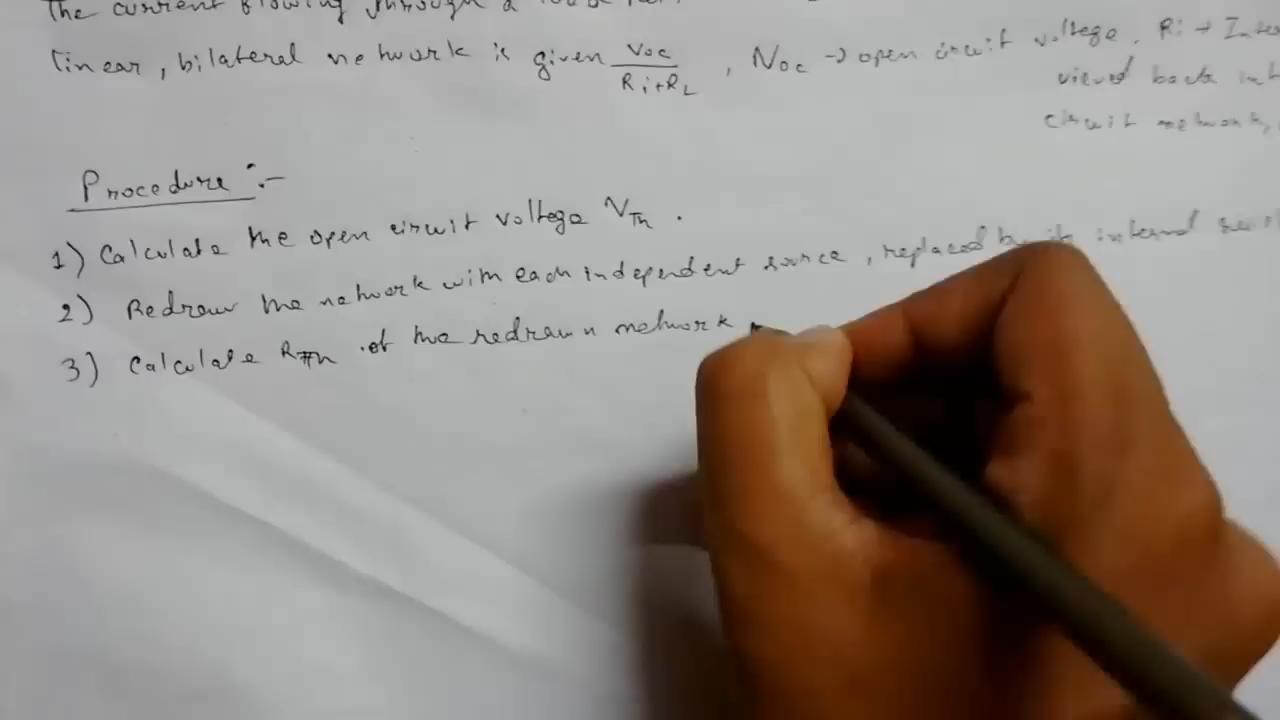 The current flowing through a
linear, bilateral network is given Voc / Ri+RL , Voc → open circuit voltage, Ri →
viewed back
circuit network,
Procedure :-
1) Calculate the open circuit voltage VTh .
2) Redraw the network with each independent source, replaced by its internal
3) Calculate RTh of the redrawn network